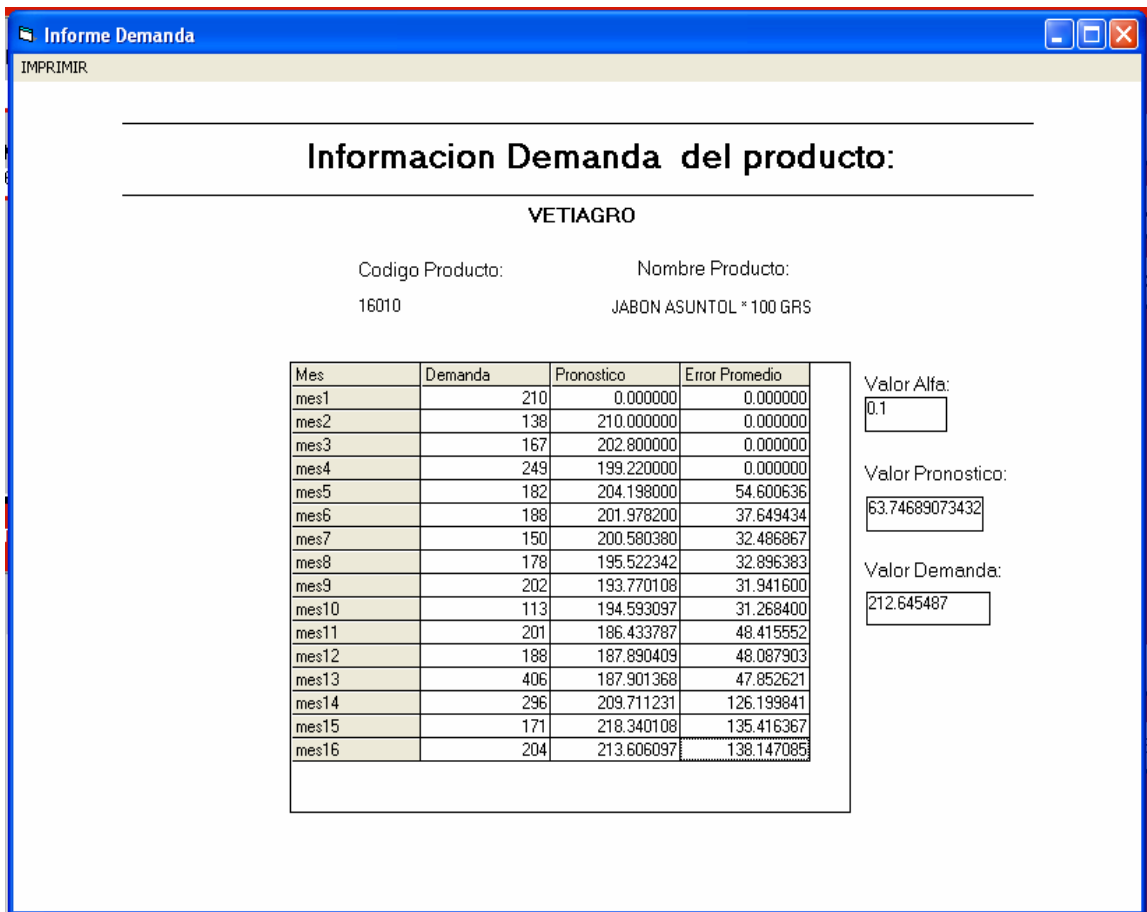 Informe Demanda
IMPRIMIR
Informacion Demanda del producto:
VETIAGRO
Codigo Producto: Nombre Producto:
16010 JABON ASUNTOL * 100 GRS
Mes Demanda Pronostico Error Promedio
mes1 210 0.000000 0.000000
mes2 138 210.000000 0.000000
mes3 167 202.800000 0.000000
mes4 249 199.220000 0.000000
mes5 182 204.198000 54.600636
mes6 188 201.978200 37.649434
mes7 150 200.580380 32.486867
mes8 178 195.522342 32.896383
mes9 202 193.770108 31.941600
mes10 113 194.593097 31.268400
mes11 201 186.433787 48.415552
mes12 188 187.890409 48.087903
mes13 406 187.901368 47.852621
mes14 296 209.711231 126.199841
mes15 171 218.340108 135.416367
mes16 204 213.606097 138.147085
Valor Alfa:
0.1
Valor Pronostico:
63.74689073432
Valor Demanda:
212.645487